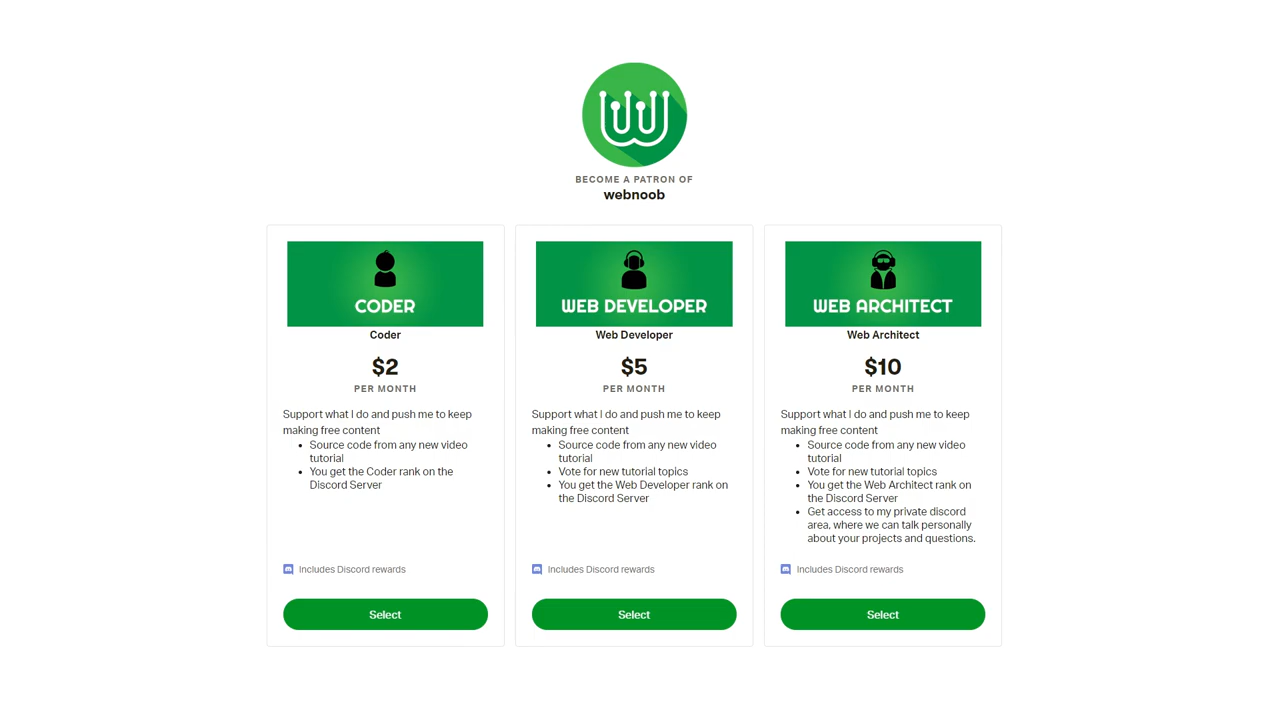 BECOME A PATRON OF
webnoob
CODER
Coder
$2
PER MONTH
Support what I do and push me to keep
making free content
• Source code from any new video
tutorial
• You get the Coder rank on the
Discord Server
Includes Discord rewards
Select
WEB DEVELOPER
Web Developer
$5
PER MONTH
Support what I do and push me to keep
making free content
• Source code from any new video
tutorial
• Vote for new tutorial topics
• You get the Web Developer rank on
the Discord Server
Includes Discord rewards
Select
WEB ARCHITECT
Web Architect
$10
PER MONTH
Support what I do and push me to keep
making free content
• Source code from any new video
tutorial
• Vote for new tutorial topics
• You get the Web Architect rank on
the Discord Server
• Get access to my private discord
area, where we can talk personally
about your projects and questions.
Includes Discord rewards
Select